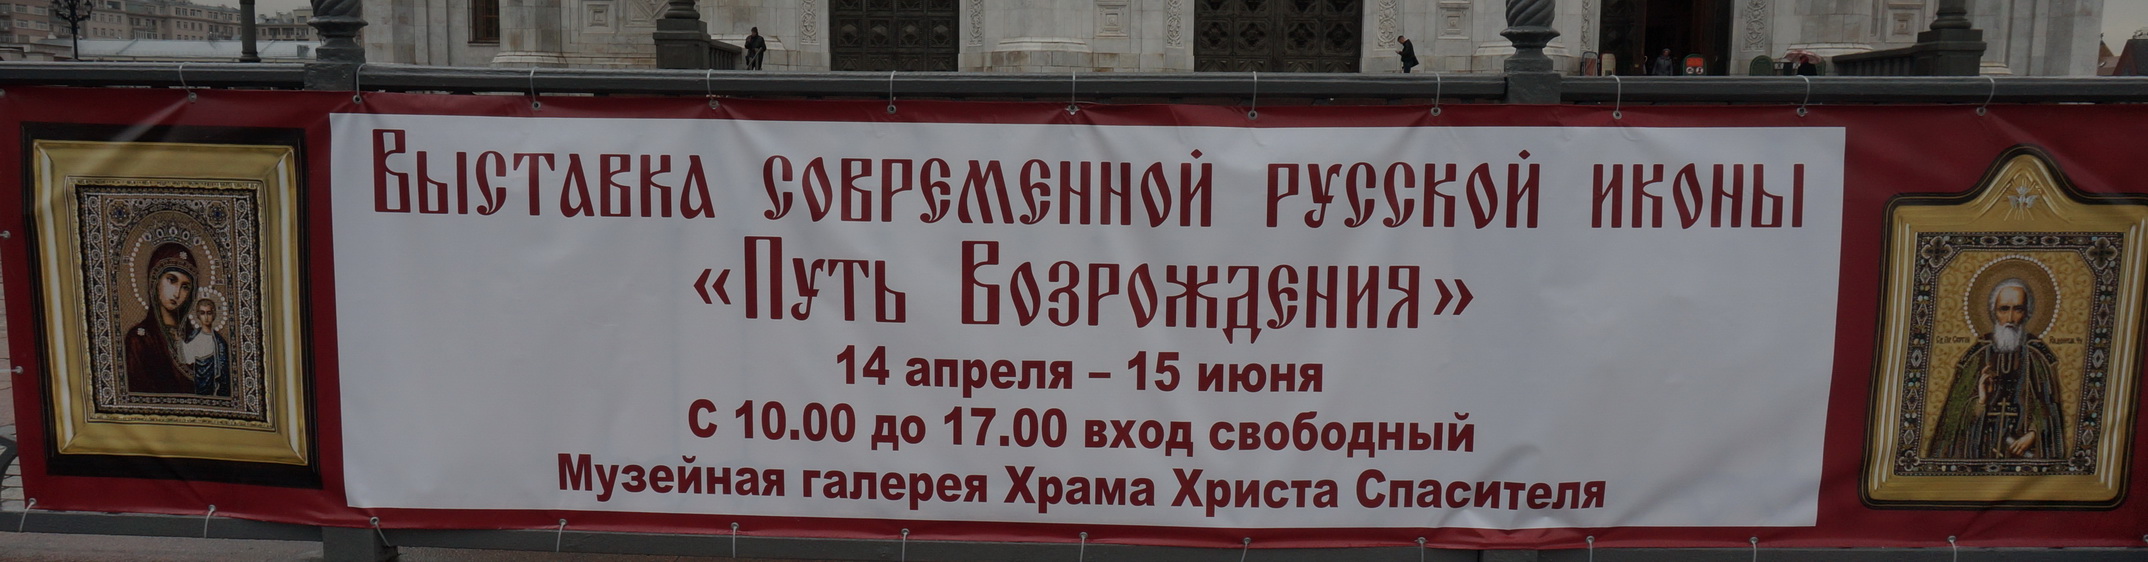 Выставка современной русской иконы
«Путь Возрождения»
14 апреля – 15 июня
С 10.00 до 17.00 вход свободный
Музейная галерея Храма Христа Спасителя